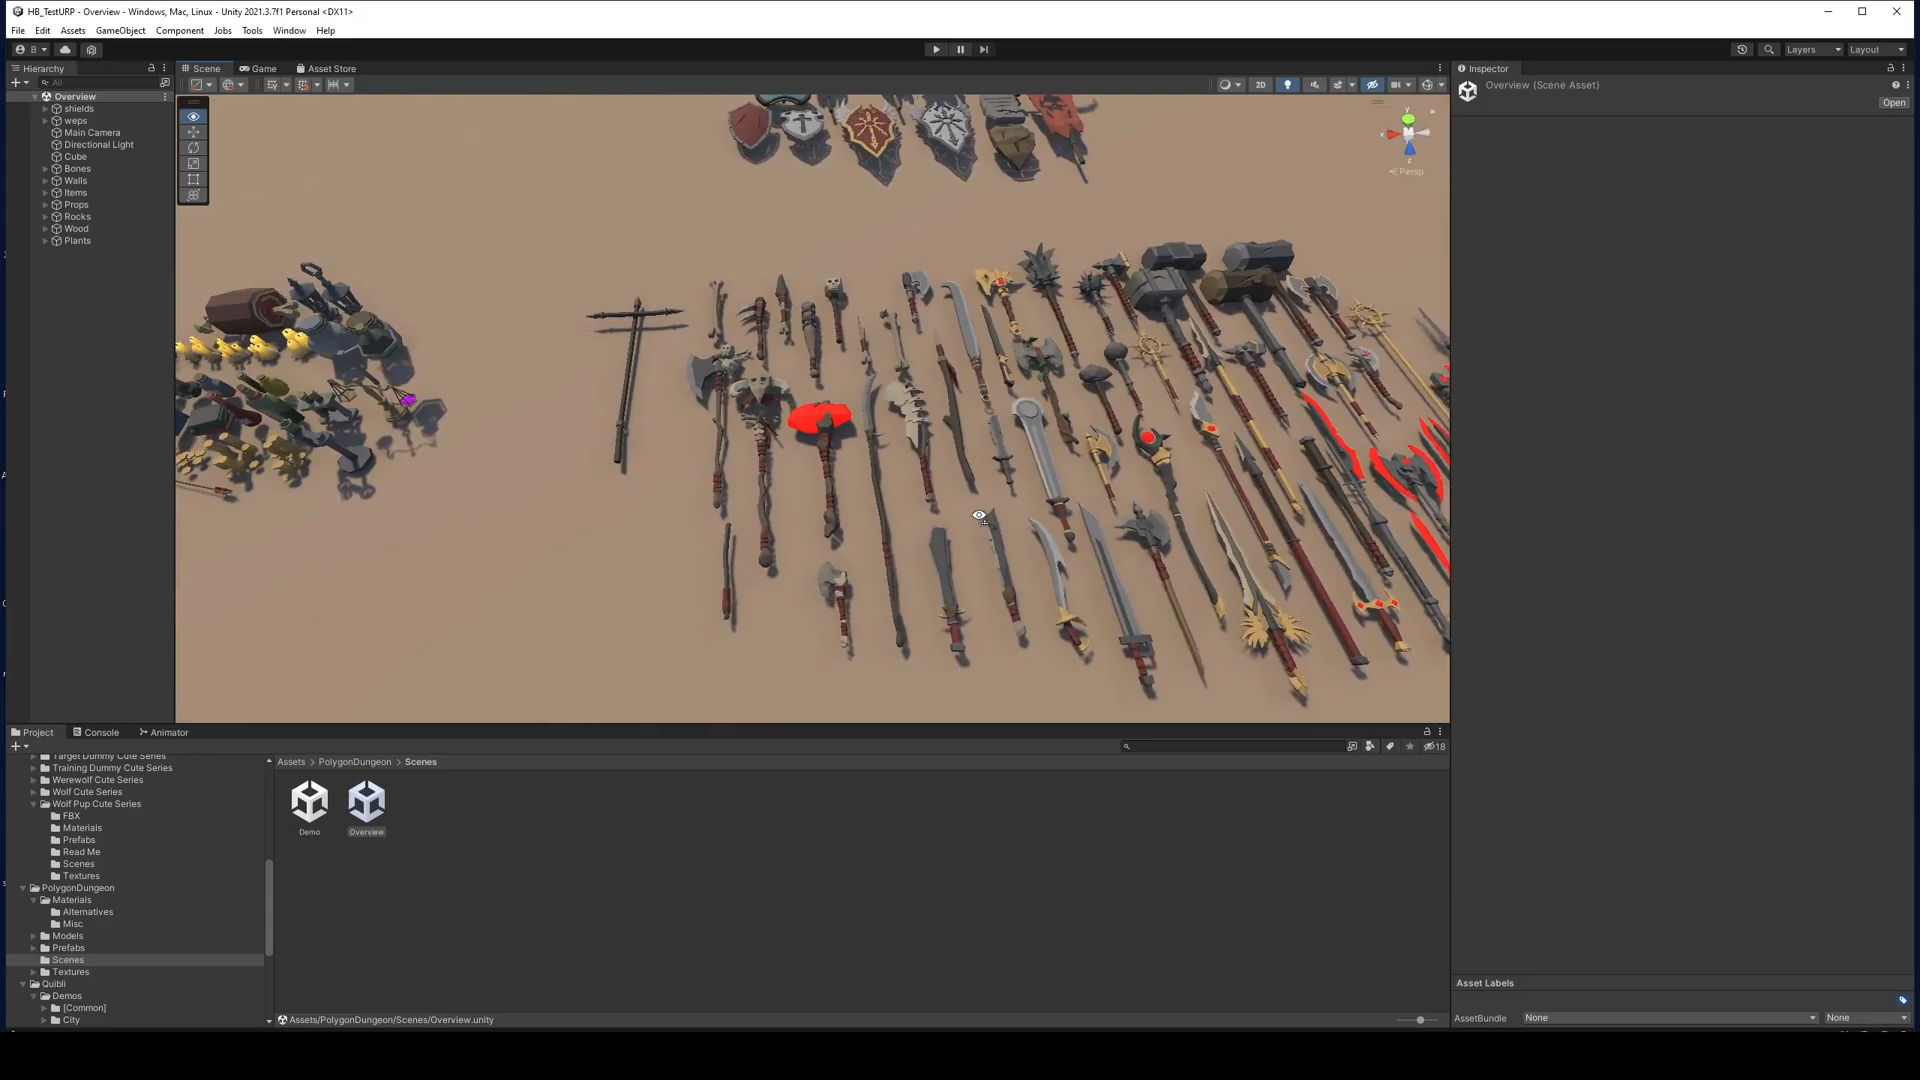 HB_TestURP - Overview - Windows, Mac, Linux - Unity 2021.3.7f1 Personal <DX11>
File Edit Assets GameObject Component Jobs Tools Window Help
B
Layers Layout
Hierarchy
All
Scene Game Asset Store
2D
Inspector
Overview (Scene Asset)
Open
Overview
shields
weps
Main Camera
Directional Light
Cube
Bones
Walls
Items
Props
Rocks
Wood
Plants
y
x
z
Persp
Project Console Animator
18
Target Dummy Cute Series
Training Dummy Cute Series
Werewolf Cute Series
Wolf Cute Series
Wolf Pup Cute Series
FBX
Materials
Prefabs
Read Me
Scenes
Textures
PolygonDungeon
Materials
Alternatives
Misc
Models
Prefabs
Scenes
Textures
Quibli
Demos
[Common]
City
Assets > PolygonDungeon > Scenes
Demo
Overview
Assets/PolygonDungeon/Scenes/Overview.unity
Asset Labels
AssetBundle None None